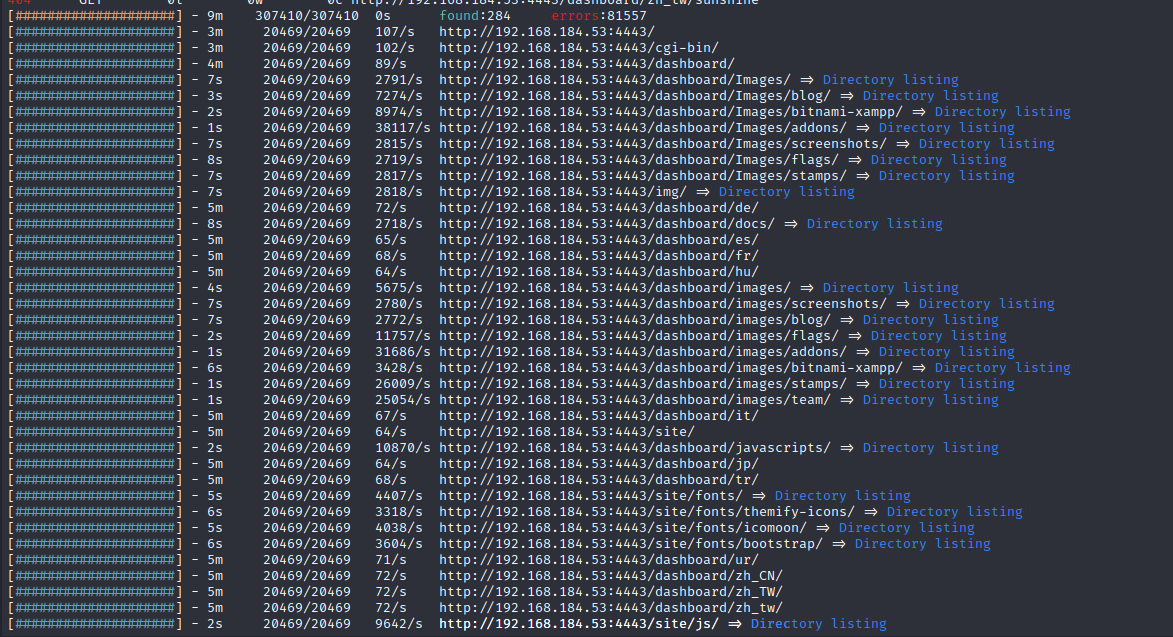 404 GET 0l 0w 0c http://192.168.184.53:4443/dashboard/zh_tw/sunshine
[####################] - 9m 307410/307410 0s found:284 errors:81557
[####################] - 3m 20469/20469 107/s http://192.168.184.53:4443/
[####################] - 3m 20469/20469 102/s http://192.168.184.53:4443/cgi-bin/
[####################] - 4m 20469/20469 89/s http://192.168.184.53:4443/dashboard/
[####################] - 7s 20469/20469 2791/s http://192.168.184.53:4443/dashboard/Images/ => Directory listing
[####################] - 3s 20469/20469 7274/s http://192.168.184.53:4443/dashboard/Images/blog/ => Directory listing
[####################] - 2s 20469/20469 8974/s http://192.168.184.53:4443/dashboard/Images/bitnami-xampp/ => Directory listing
[####################] - 1s 20469/20469 38117/s http://192.168.184.53:4443/dashboard/Images/addons/ => Directory listing
[####################] - 7s 20469/20469 2815/s http://192.168.184.53:4443/dashboard/Images/screenshots/ => Directory listing
[####################] - 8s 20469/20469 2719/s http://192.168.184.53:4443/dashboard/Images/flags/ => Directory listing
[####################] - 7s 20469/20469 2817/s http://192.168.184.53:4443/dashboard/Images/stamps/ => Directory listing
[####################] - 7s 20469/20469 2818/s http://192.168.184.53:4443/img/ => Directory listing
[####################] - 5m 20469/20469 72/s http://192.168.184.53:4443/dashboard/de/
[####################] - 8s 20469/20469 2718/s http://192.168.184.53:4443/dashboard/docs/ => Directory listing
[####################] - 5m 20469/20469 65/s http://192.168.184.53:4443/dashboard/es/
[####################] - 5m 20469/20469 68/s http://192.168.184.53:4443/dashboard/fr/
[####################] - 5m 20469/20469 64/s http://192.168.184.53:4443/dashboard/hu/
[####################] - 4s 20469/20469 5675/s http://192.168.184.53:4443/dashboard/images/ => Directory listing
[####################] - 7s 20469/20469 2780/s http://192.168.184.53:4443/dashboard/images/screenshots/ => Directory listing
[####################] - 7s 20469/20469 2772/s http://192.168.184.53:4443/dashboard/images/blog/ => Directory listing
[####################] - 2s 20469/20469 11757/s http://192.168.184.53:4443/dashboard/images/flags/ => Directory listing
[####################] - 1s 20469/20469 31686/s http://192.168.184.53:4443/dashboard/images/addons/ => Directory listing
[####################] - 6s 20469/20469 3428/s http://192.168.184.53:4443/dashboard/images/bitnami-xampp/ => Directory listing
[####################] - 1s 20469/20469 26009/s http://192.168.184.53:4443/dashboard/images/stamps/ => Directory listing
[####################] - 1s 20469/20469 25054/s http://192.168.184.53:4443/dashboard/images/team/ => Directory listing
[####################] - 5m 20469/20469 67/s http://192.168.184.53:4443/dashboard/it/
[####################] - 5m 20469/20469 64/s http://192.168.184.53:4443/site/
[####################] - 2s 20469/20469 10870/s http://192.168.184.53:4443/dashboard/javascripts/ => Directory listing
[####################] - 5m 20469/20469 64/s http://192.168.184.53:4443/dashboard/jp/
[####################] - 5m 20469/20469 68/s http://192.168.184.53:4443/dashboard/tr/
[####################] - 5s 20469/20469 4407/s http://192.168.184.53:4443/site/fonts/ => Directory listing
[####################] - 6s 20469/20469 3318/s http://192.168.184.53:4443/site/fonts/themify-icons/ => Directory listing
[####################] - 5s 20469/20469 4038/s http://192.168.184.53:4443/site/fonts/icomoon/ => Directory listing
[####################] - 6s 20469/20469 3604/s http://192.168.184.53:4443/site/fonts/bootstrap/ => Directory listing
[####################] - 5m 20469/20469 71/s http://192.168.184.53:4443/dashboard/ur/
[####################] - 5m 20469/20469 72/s http://192.168.184.53:4443/dashboard/zh_CN/
[####################] - 5m 20469/20469 72/s http://192.168.184.53:4443/dashboard/zh_TW/
[####################] - 5m 20469/20469 72/s http://192.168.184.53:4443/dashboard/zh_tw/
[####################] - 2s 20469/20469 9642/s http://192.168.184.53:4443/site/js/ => Directory listing